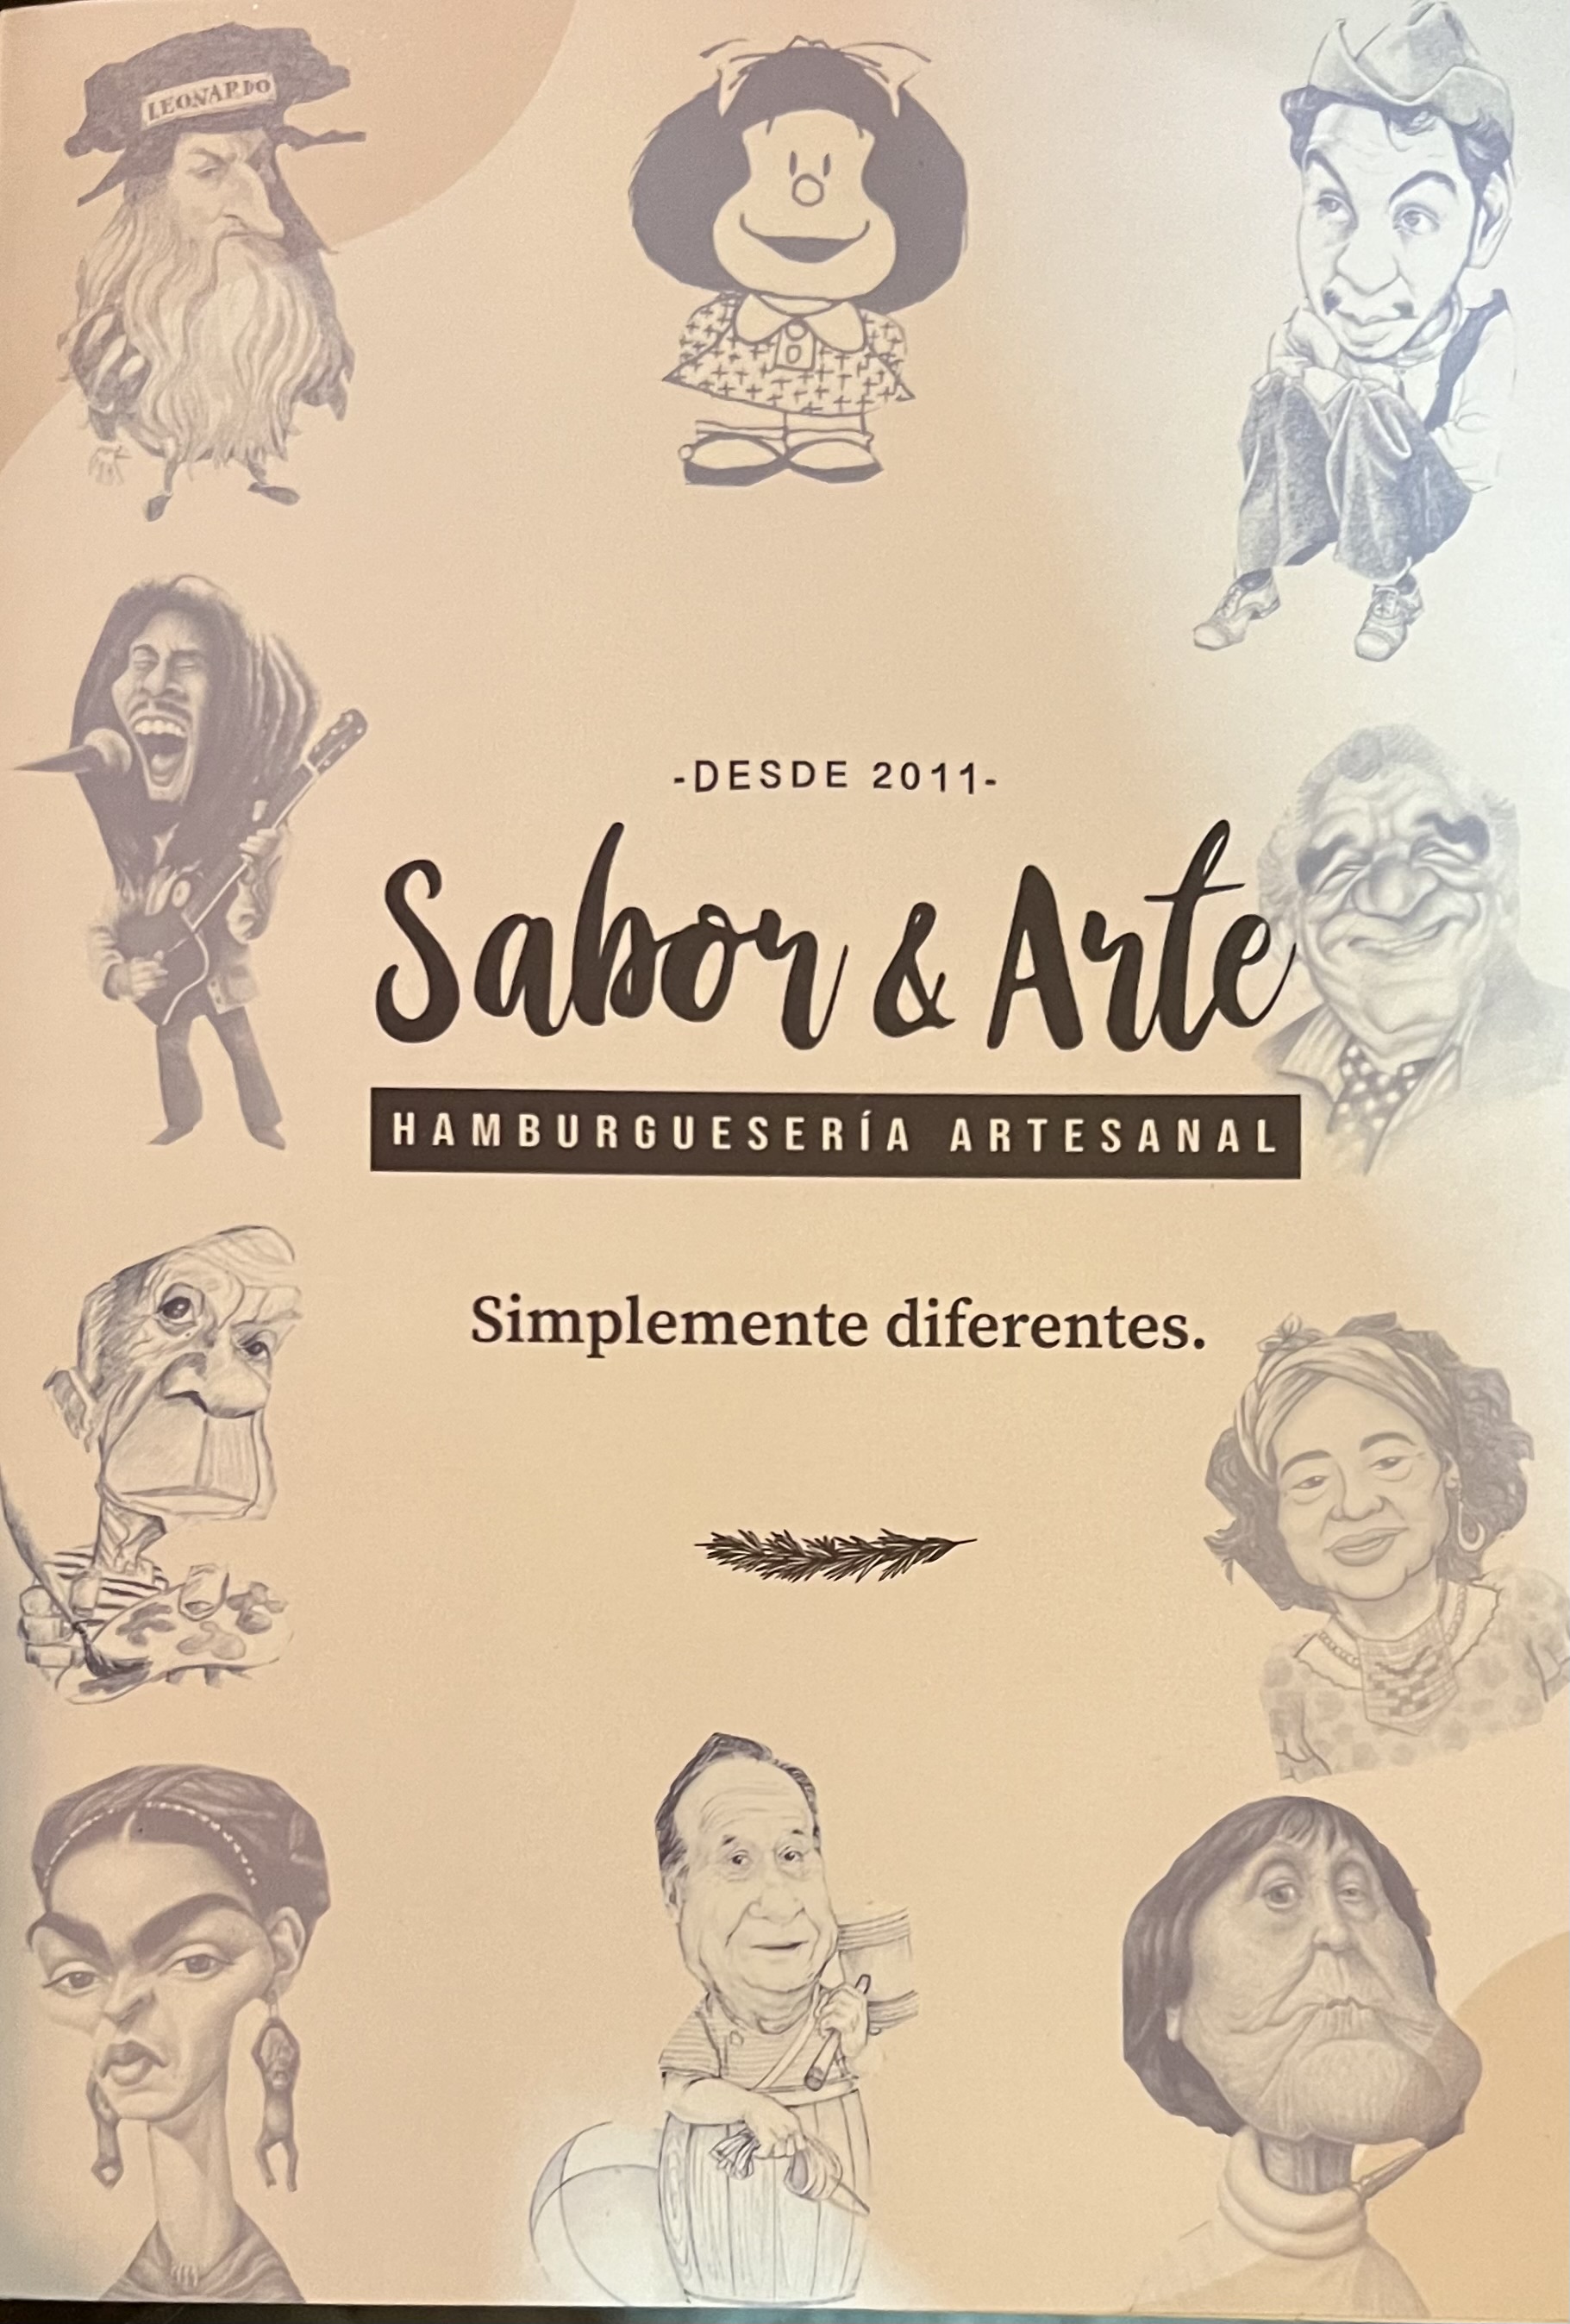 LEONARDO
-DESDE 2011-
Sabor & Arte
HAMBURGUESERÍA ARTESANAL
Simplemente diferentes.